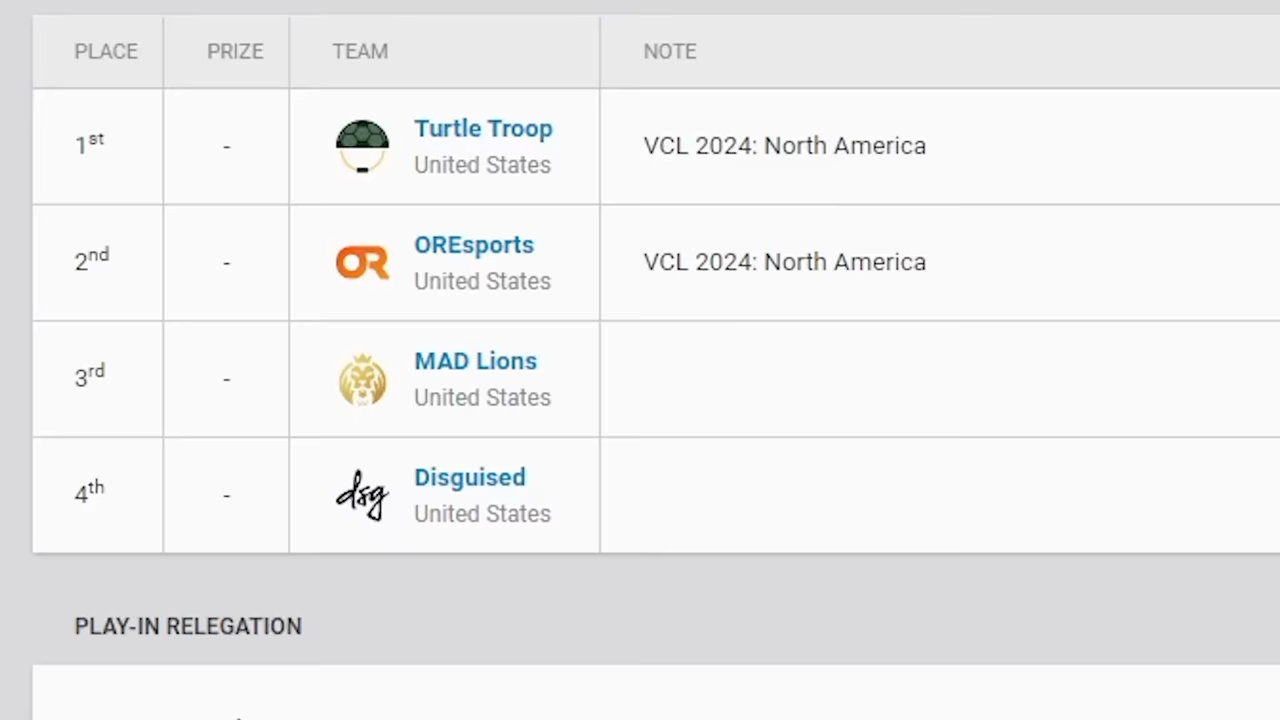 PLACE PRIZE TEAM NOTE
1st - Turtle Troop VCL 2024: North America
United States
2nd - OR OREsports VCL 2024: North America
United States
3rd - MAD Lions
United States
4th - dsg Disguised
United States
PLAY-IN RELEGATION